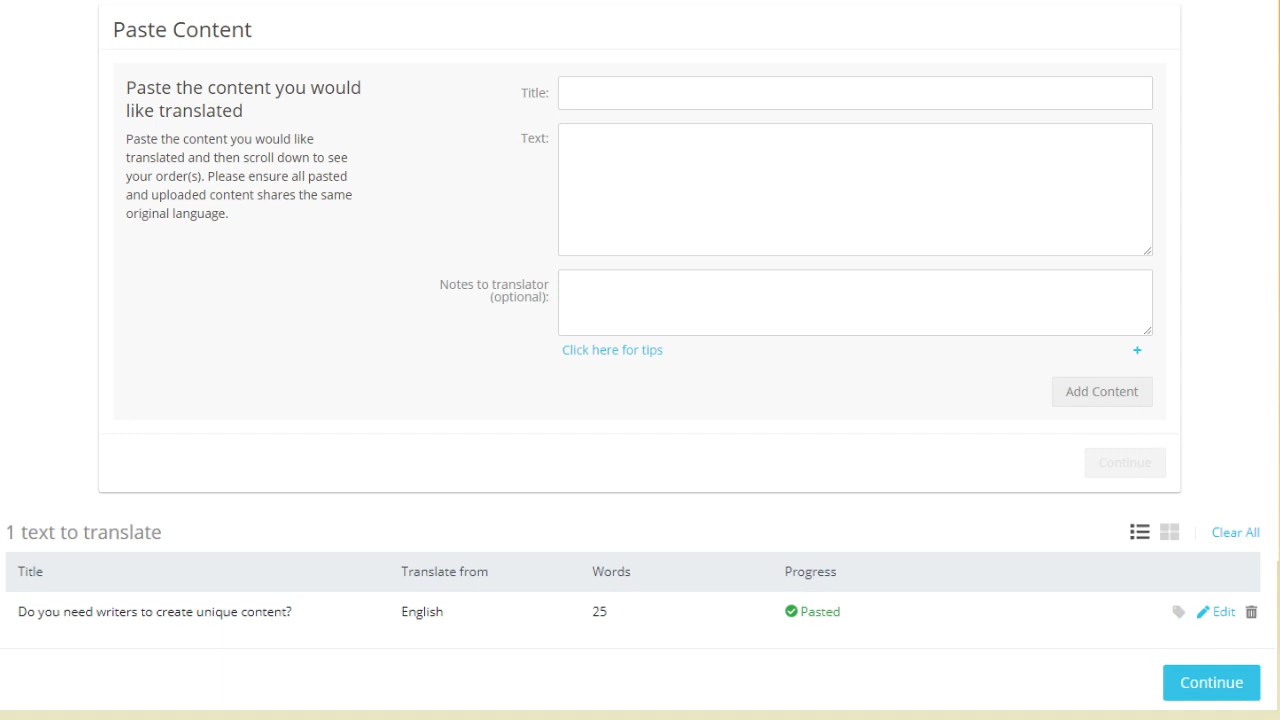 Paste Content
Paste the content you would
like translated
Paste the content you would like
translated and then scroll down to see
your order(s). Please ensure all pasted
and uploaded content shares the same
original language.
Title:
Text:
Notes to translator
(optional):
Click here for tips
+
Add Content
Continue
1 text to translate
Clear All
Title Translate from Words Progress
Do you need writers to create unique content? English 25 Pasted Edit
Continue